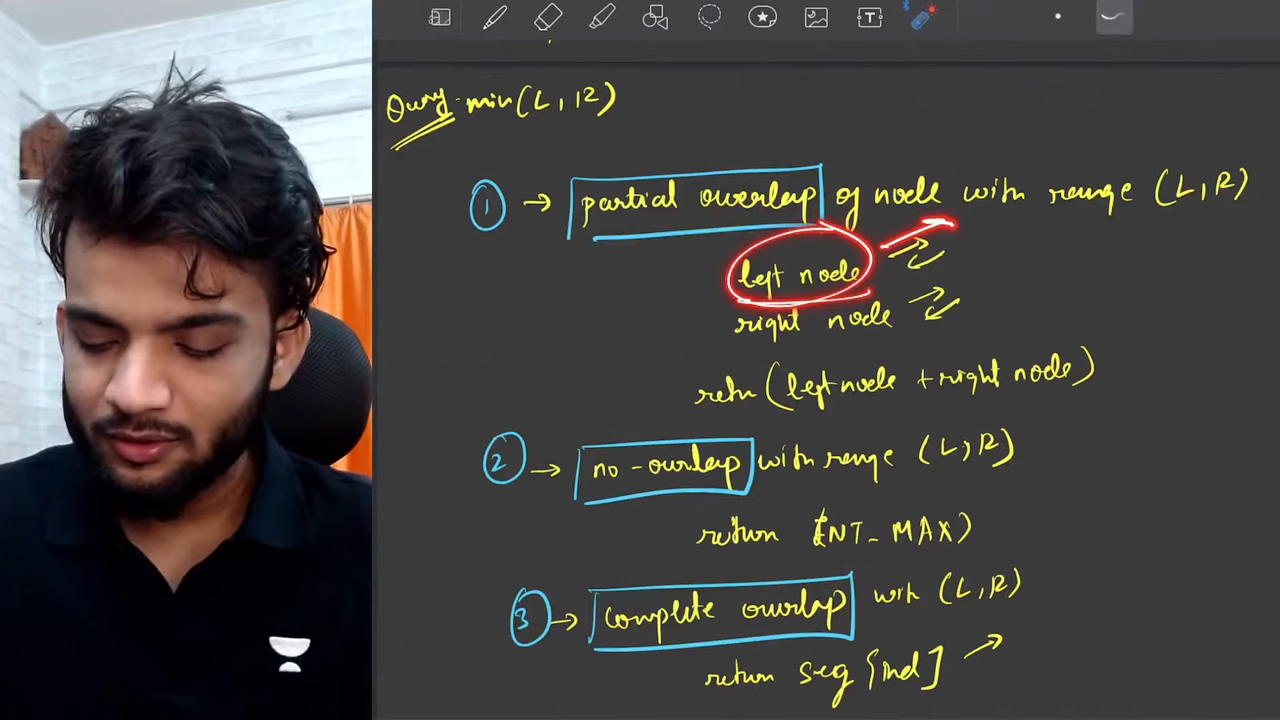 Query min(L, R)
① → partial overlap of node with range (L, R)
left node →
right node →
retn (left node + right node)
② → no-overlap with range (L, R)
return INT_MAX)
③ → complete overlap with (L, R)
return seg [ind] →